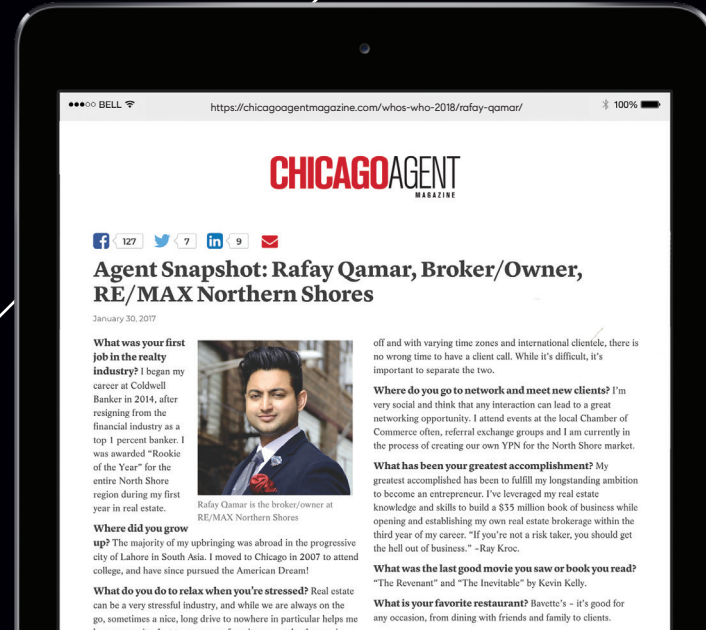 BELL
https://chicagoagentmagazine.com/whos-who-2018/rafay-qamar/
100%
CHICAGOAGENT
MAGAZINE
127
7
9
Agent Snapshot: Rafay Qamar, Broker/Owner,
RE/MAX Northern Shores
January 30, 2017
What was your first
job in the realty
industry? I began my
career at Coldwell
Banker in 2014, after
resigning from the
financial industry as a
top 1 percent banker. I
was awarded “Rookie
of the Year” for the
entire North Shore
region during my first
year in real estate.
Rafay Qamar is the broker/owner at
RE/MAX Northern Shores
Where did you grow
up? The majority of my upbringing was abroad in the progressive
city of Lahore in South Asia. I moved to Chicago in 2007 to attend
college, and have since pursued the American Dream!
What do you do to relax when you’re stressed? Real estate
can be a very stressful industry, and while we are always on the
go, sometimes a nice, long drive to nowhere in particular helps me
off and with varying time zones and international clientele, there is
no wrong time to have a client call. While it’s difficult, it’s
important to separate the two.
Where do you go to network and meet new clients? I’m
very social and think that any interaction can lead to a great
networking opportunity. I attend events at the local Chamber of
Commerce often, referral exchange groups and I am currently in
the process of creating our own YPN for the North Shore market.
What has been your greatest accomplishment? My
greatest accomplished has been to fulfill my longstanding ambition
to become an entrepreneur. I’ve leveraged my real estate
knowledge and skills to build a $35 million book of business while
opening and establishing my own real estate brokerage within the
third year of my career. “If you’re not a risk taker, you should get
the hell out of business.” –Ray Kroc.
What was the last good movie you saw or book you read?
“The Revenant” and “The Inevitable” by Kevin Kelly.
What is your favorite restaurant? Bavette’s – it’s good for
any occasion, from dining with friends and family to clients.